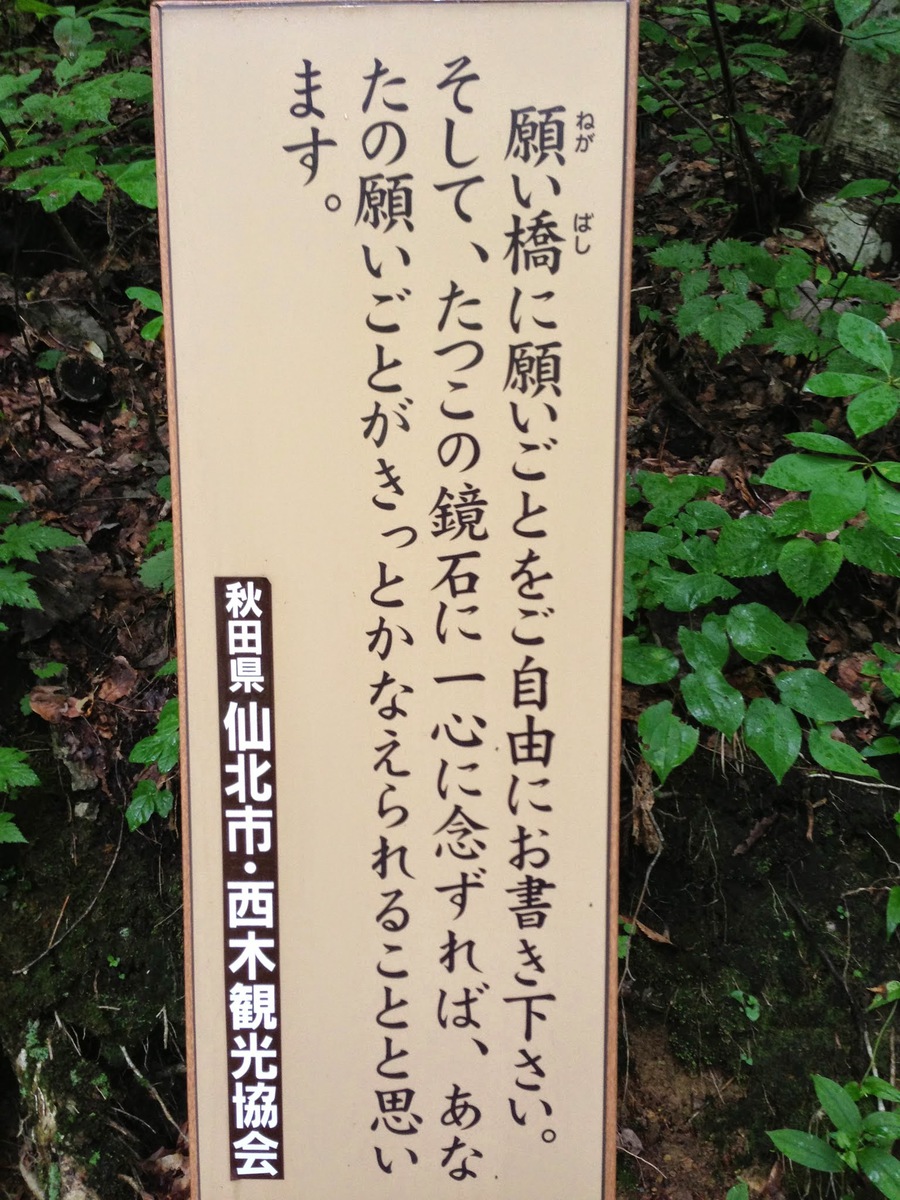 願い橋に願いごとをご自由にお書き下さい。
ねが
ばし
そして、たつこの鏡石に一心に念ずれば、あな
たの願いごとがきっとかなえられることと思い
ます。
秋田県仙北市・西木観光協会